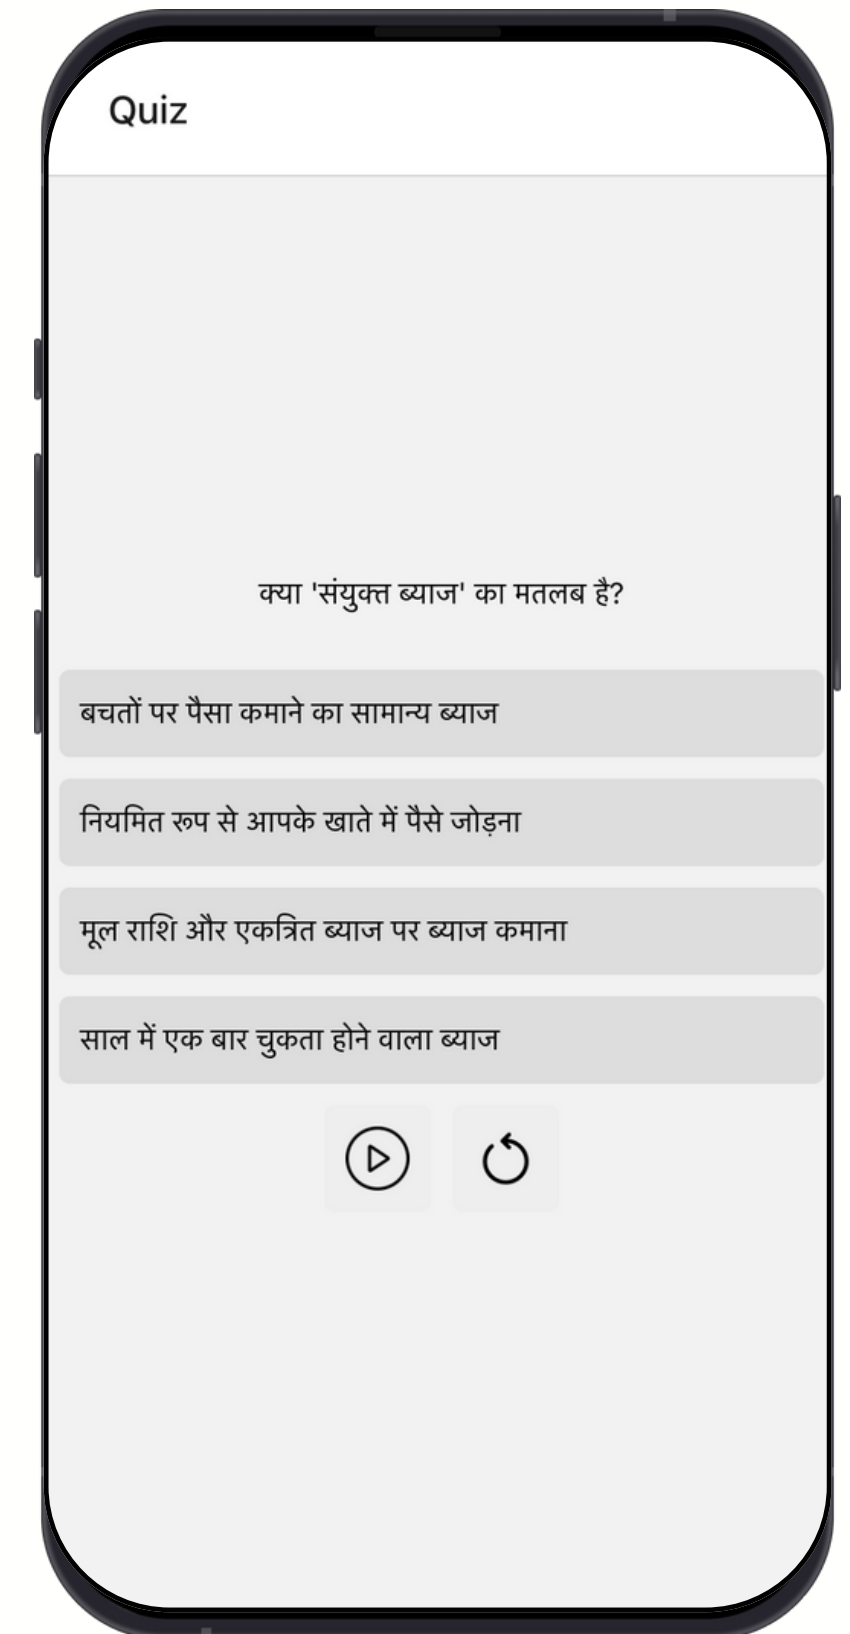 Quiz
क्या 'संयुक्त ब्याज' का मतलब है?
बचतों पर पैसा कमाने का सामान्य ब्याज
नियमित रूप से आपके खाते में पैसे जोड़ना
मूल राशि और एकत्रित ब्याज पर ब्याज कमाना
साल में एक बार चुकता होने वाला ब्याज